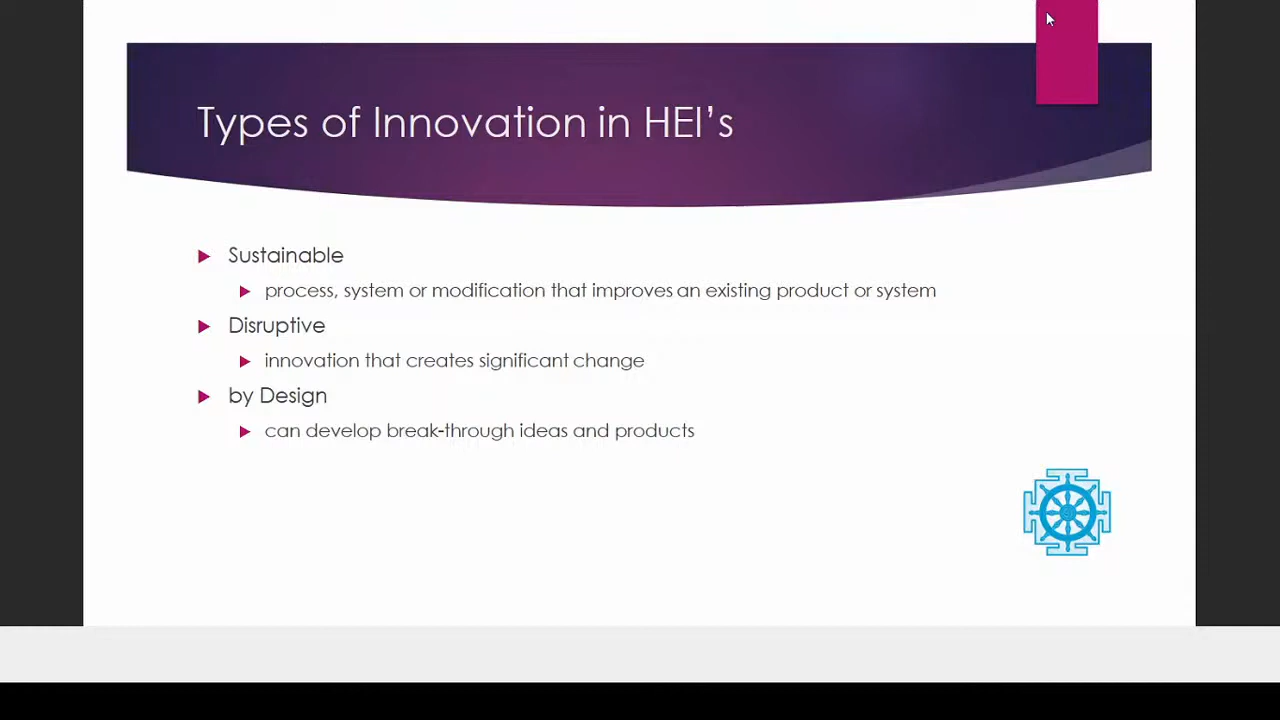 Types of Innovation in HEI's
Sustainable
process, system or modification that improves an existing product or system
Disruptive
innovation that creates significant change
by Design
can develop break-through ideas and products